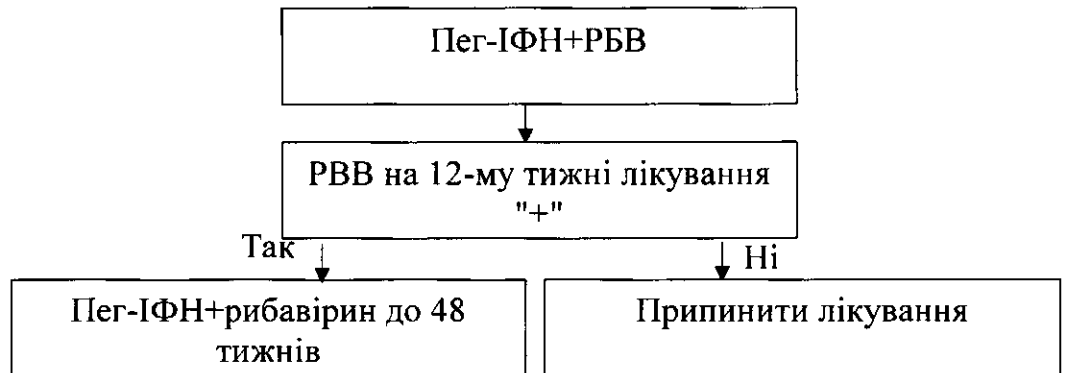 Пег-ІФН+РБВ
РВВ на 12-му тижні лікування
"+"
Так
Ні
Пег-ІФН+рибавірин до 48
тижнів
Припинити лікування